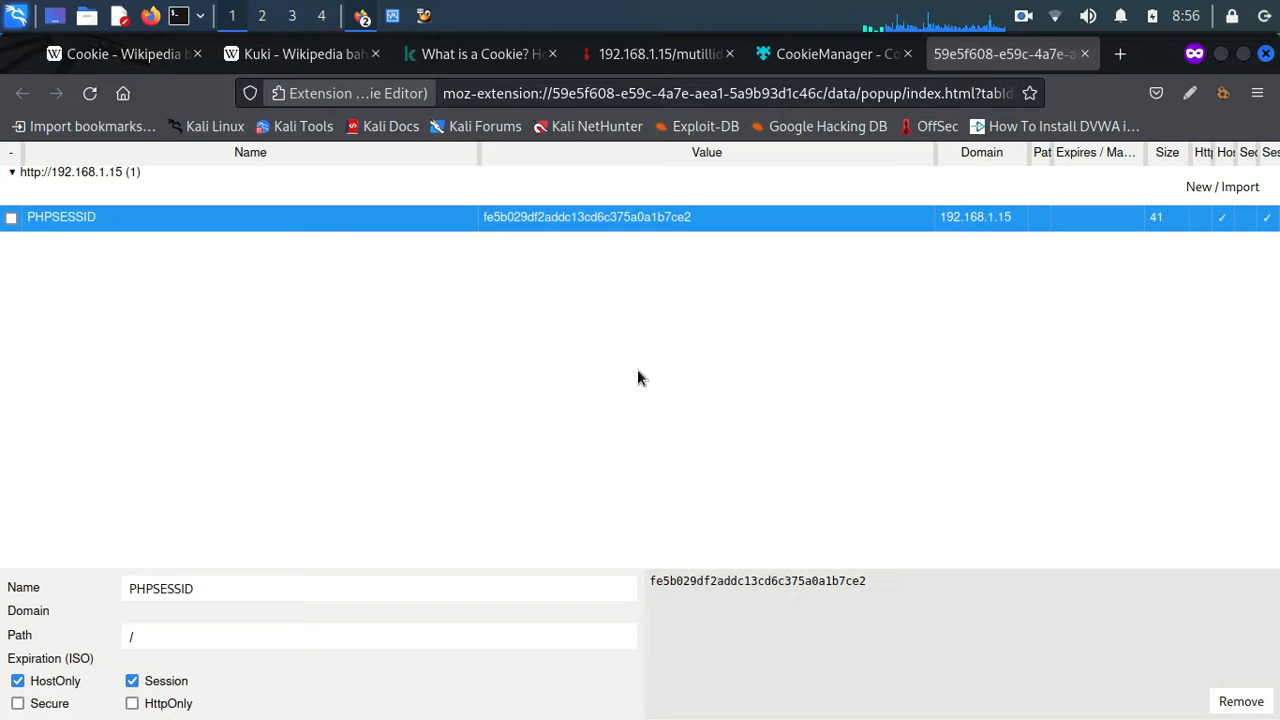 1 2 3 4 2 8:56
Cookie - Wikipedia b Kuki - Wikipedia bah What is a Cookie? Ho 192.168.1.15/mutillid CookieManager - Co 59e5f608-e59c-4a7e-a
Extension ...ie Editor) moz-extension://59e5f608-e59c-4a7e-aea1-5a9b93d1c46c/data/popup/index.html?tabId
Import bookmarks... Kali Linux Kali Tools Kali Docs Kali Forums Kali NetHunter Exploit-DB Google Hacking DB OffSec How To Install DVWA i...
- Name Value Domain Pat Expires / Ma... Size Htt Hos Sec Ses
http://192.168.1.15 (1)
New / Import
PHPSESSID fe5b029df2addc13cd6c375a0a1b7ce2 192.168.1.15 41 ✓ ✓
Name PHPSESSID fe5b029df2addc13cd6c375a0a1b7ce2
Domain
Path /
Expiration (ISO)
HostOnly Session
Secure HttpOnly Remove